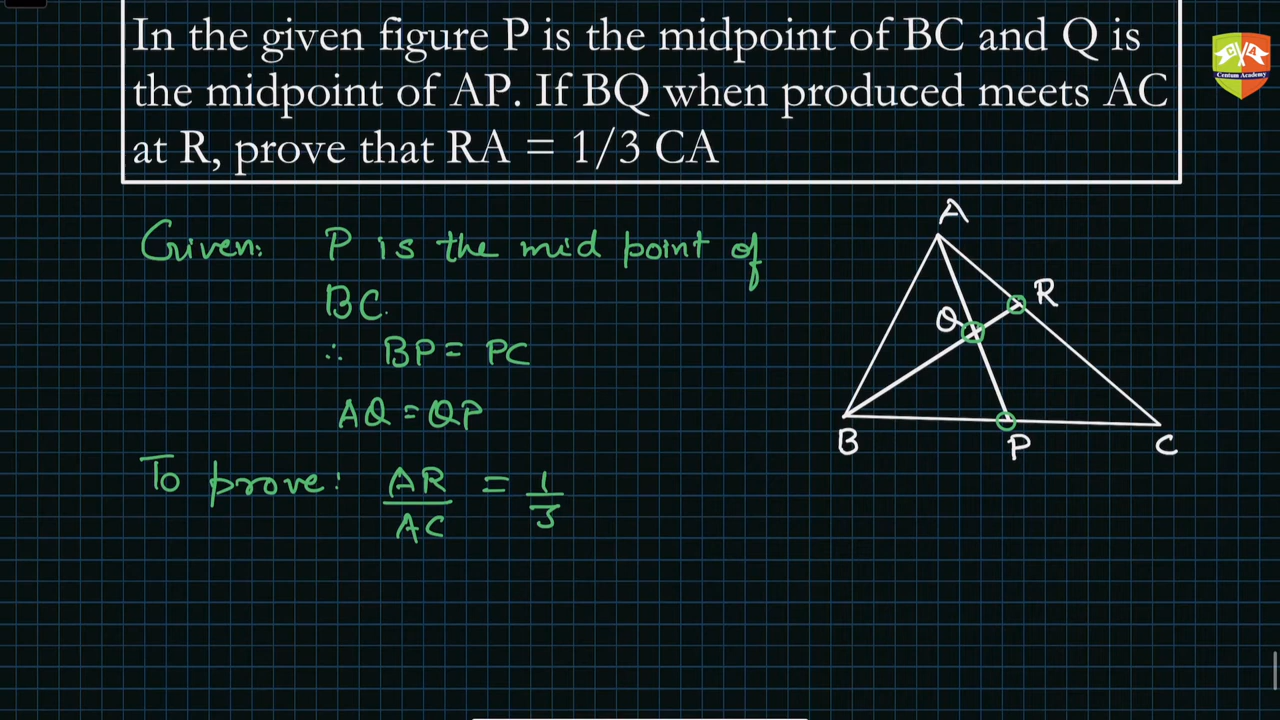 In the given figure P is the midpoint of BC and Q is
the midpoint of AP. If BQ when produced meets AC
at R, prove that RA = 1/3 CA
C A
Centum Academy
Given: P is the mid point of
BC.
∴ BP = PC
AQ = QP
To prove: AR/AC = 1/3
A
R
Q
B
P
C